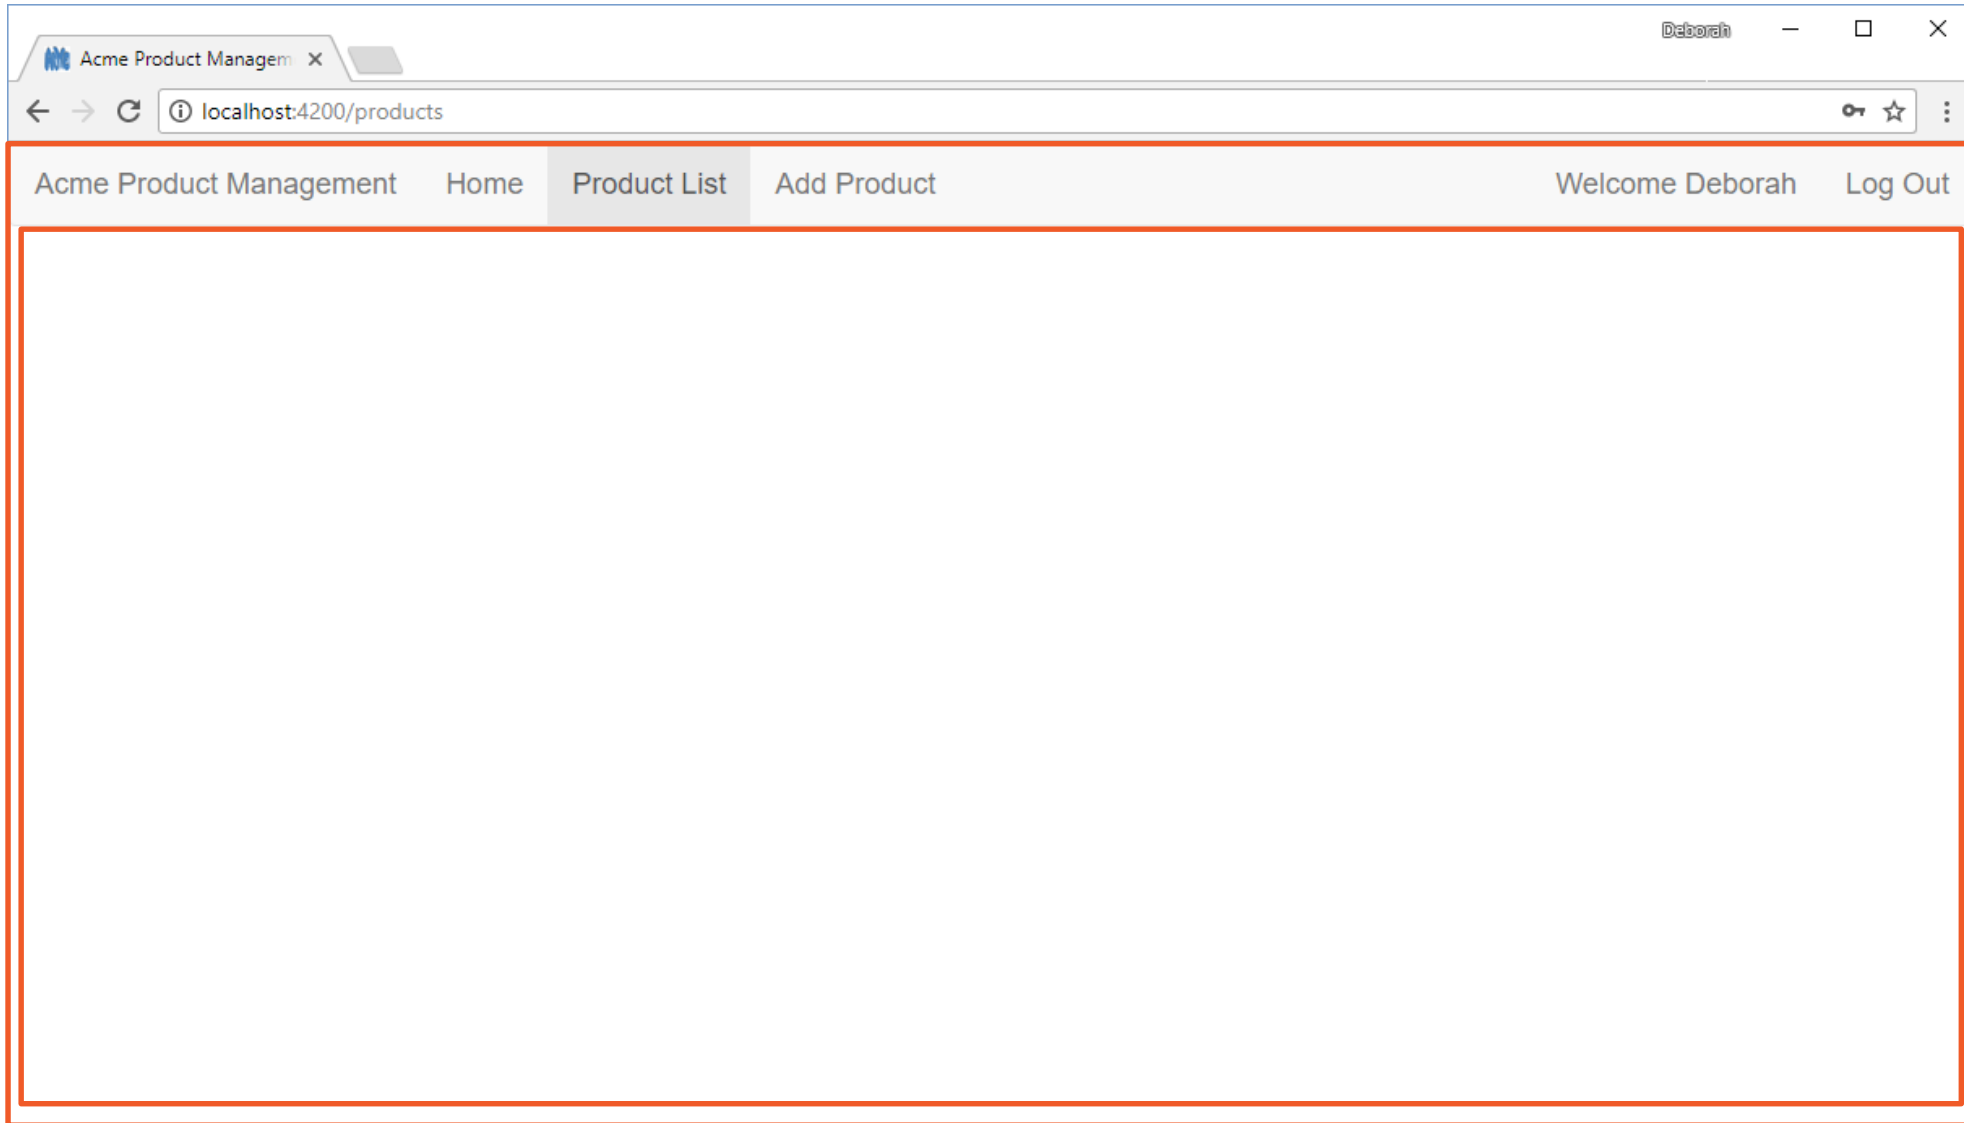 Deborah
Acme Product Managem
localhost:4200/products
Acme Product Management Home Product List Add Product Welcome Deborah Log Out